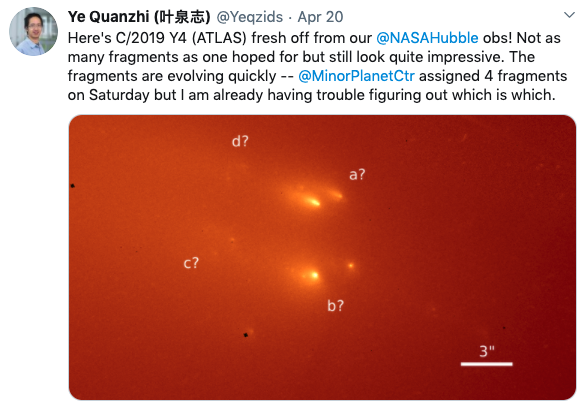 Ye Quanzhi (叶泉志) @Yeqzids · Apr 20
Here's C/2019 Y4 (ATLAS) fresh off from our @NASAHubble obs! Not as
many fragments as one hoped for but still look quite impressive. The
fragments are evolving quickly -- @MinorPlanetCtr assigned 4 fragments
on Saturday but I am already having trouble figuring out which is which.
d?
a?
c?
b?
3"